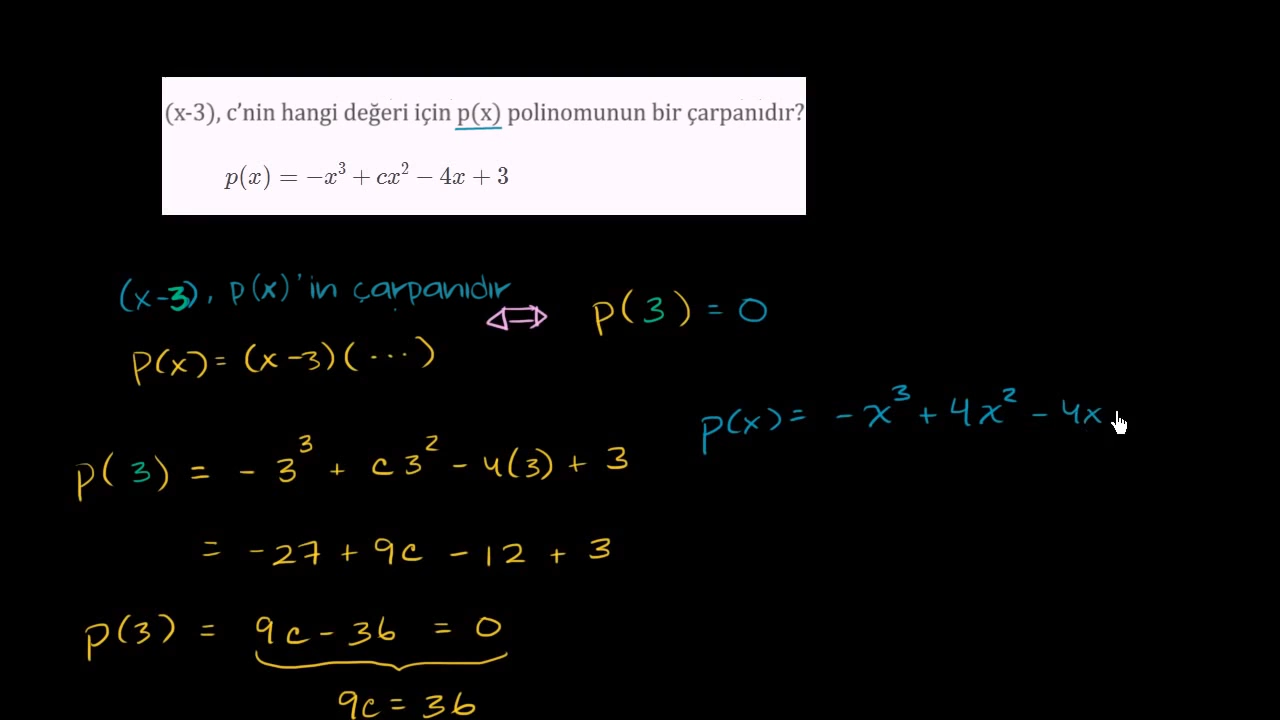 (x-3), c'nin hangi değeri için p(x) polinomunun bir çarpanıdır?
p(x) = −x³ + cx² − 4x + 3
(x-3), p(x)'in çarpanıdır ⇔ p(3) = 0
p(x) = (x-3)(···)
p(x) = -x³ + 4x² - 4x
p(3) = -3³ + c3² - 4(3) + 3
= -27 + 9c - 12 + 3
p(3) = 9c - 36 = 0
9c = 36